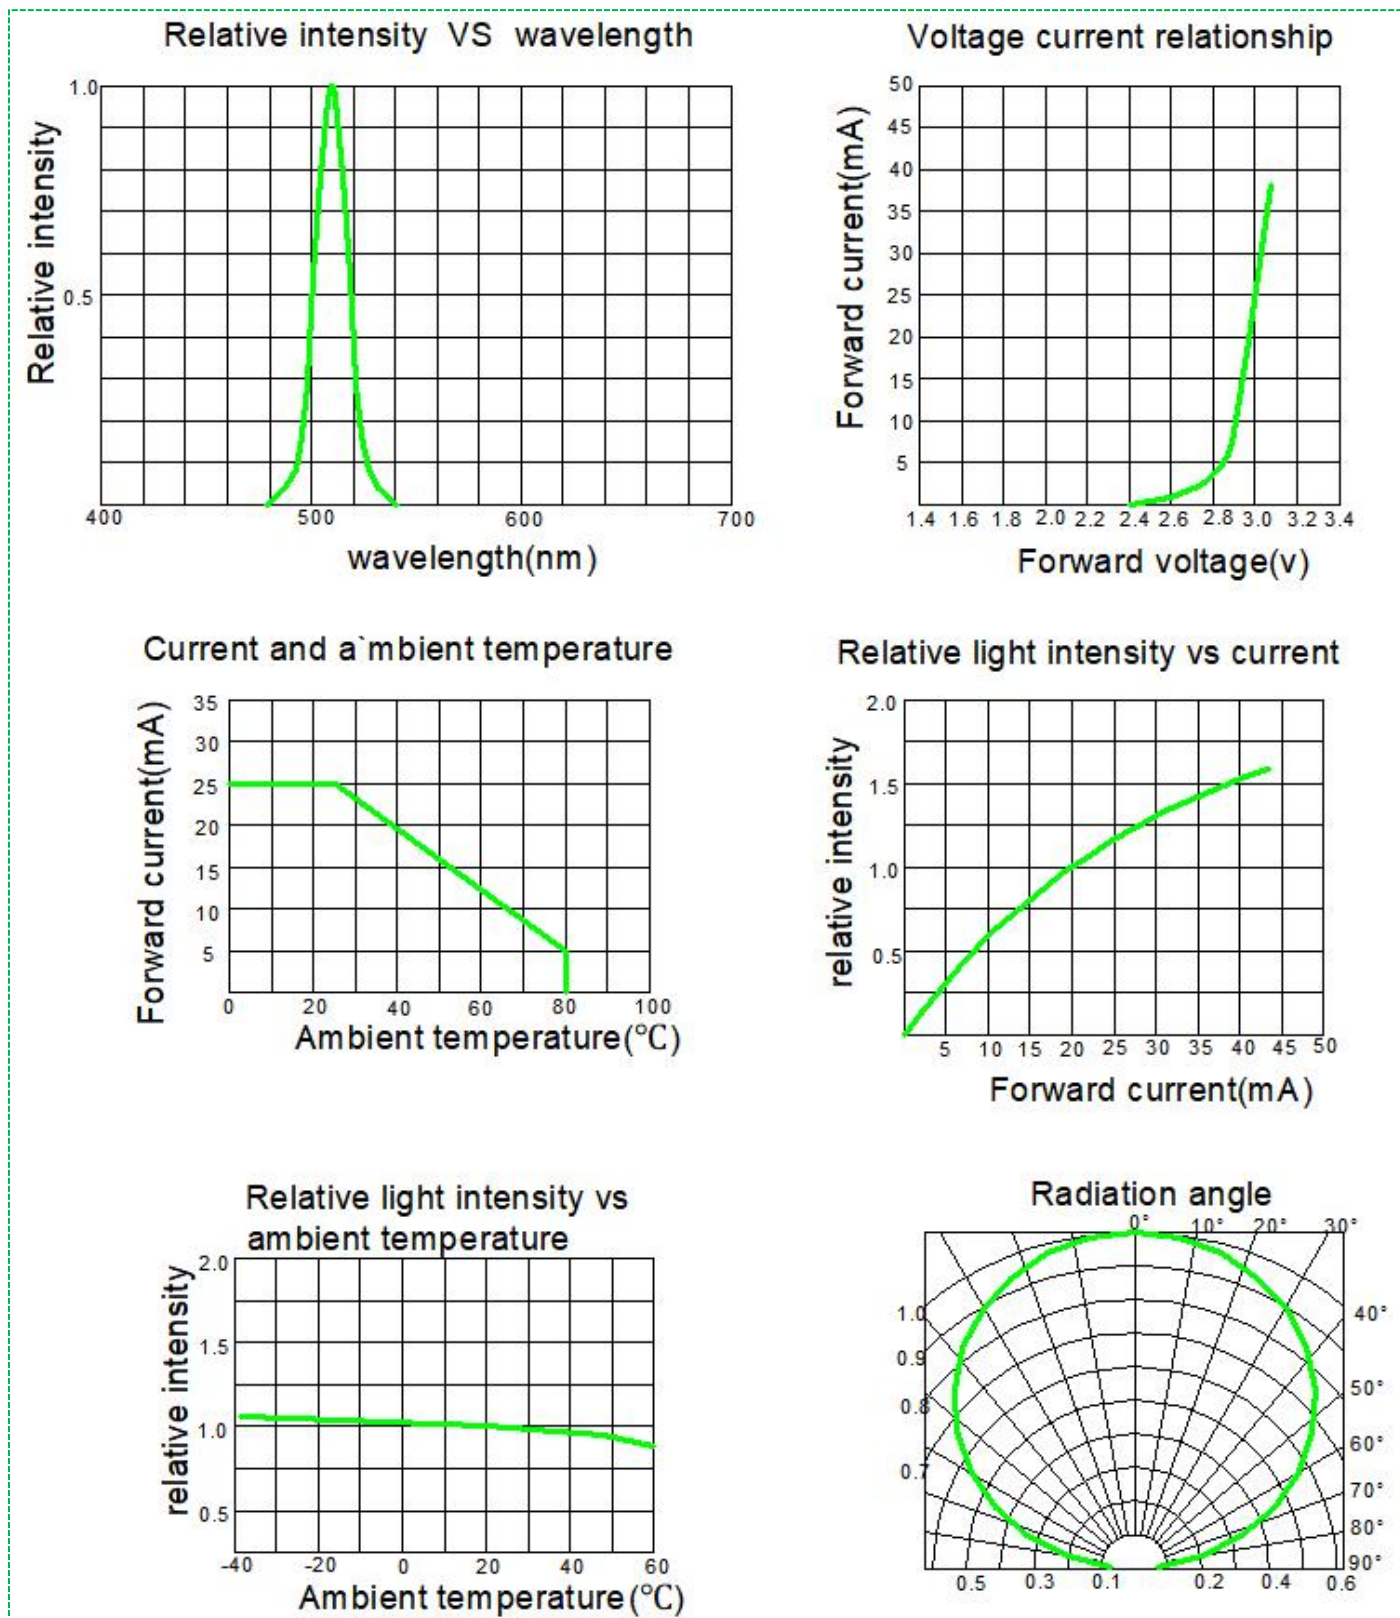 Relative intensity VS wavelength
Relative intensity
1.0
0.5
400 500 600 700
wavelength(nm)
Voltage current relationship
Forward current(mA)
50
45
40
35
30
25
20
15
10
5
1.4 1.6 1.8 2.0 2.2 2.4 2.6 2.8 3.0 3.2 3.4
Forward voltage(v)
Current and a`mbient temperature
Forward current(mA)
35
30
25
20
15
10
5
0 20 40 60 80 100
Ambient temperature(℃)
Relative light intensity vs current
relative intensity
2.0
1.5
1.0
0.5
5 10 15 20 25 30 35 40 45 50
Forward current(mA)
Relative light intensity vs
ambient temperature
relative intensity
2.0
1.5
1.0
0.5
-40 -20 0 20 40 60
Ambient temperature(℃)
Radiation angle
0° 10° 20° 30°
1.0 40°
0.9
0.8 50°
60°
0.7 70°
80°
90°
0.5 0.3 0.1 0.2 0.4 0.6